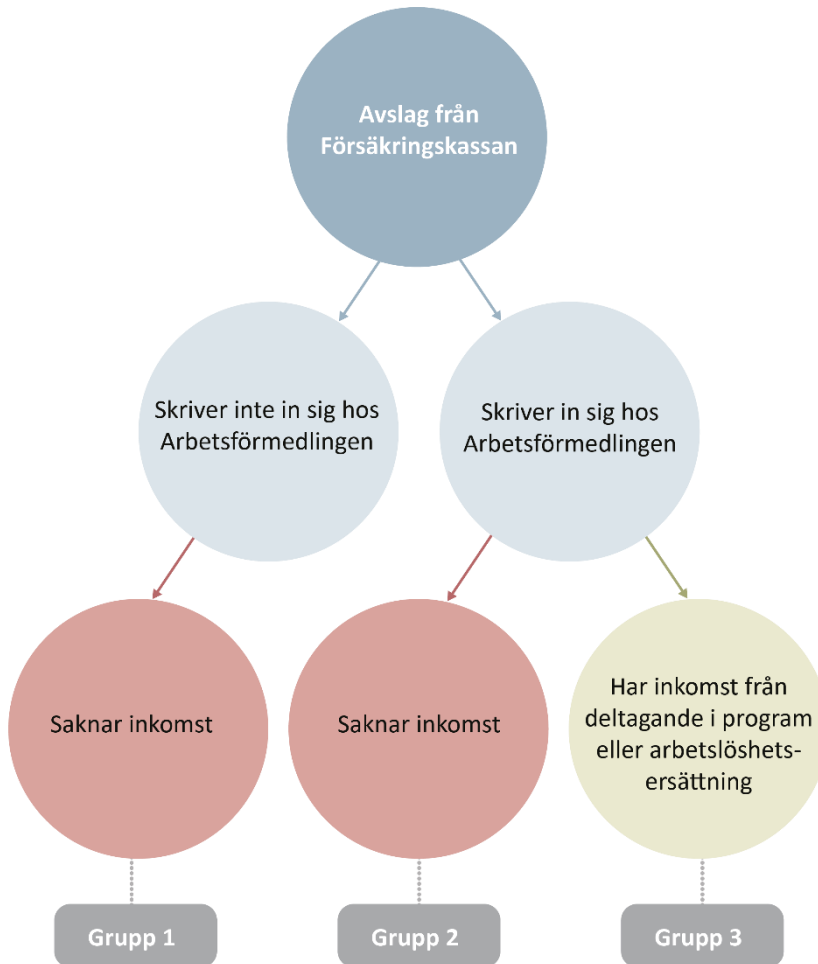 Avslag från
Försäkringskassan
Skriver inte in sig hos
Arbetsförmedlingen
Skriver in sig hos
Arbetsförmedlingen
Saknar inkomst
Saknar inkomst
Har inkomst från
deltagande i program
eller arbetslöshets-
ersättning
Grupp 1
Grupp 2
Grupp 3